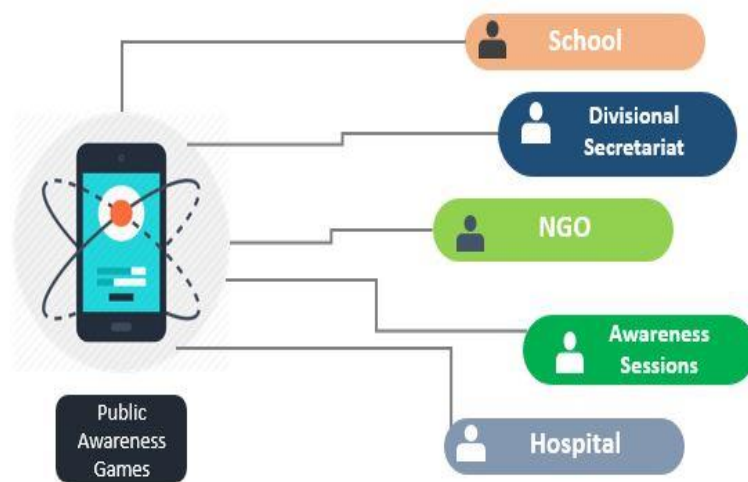 School
Divisional
Secretariat
NGO
Awareness
Sessions
Hospital
Public
Awareness
Games